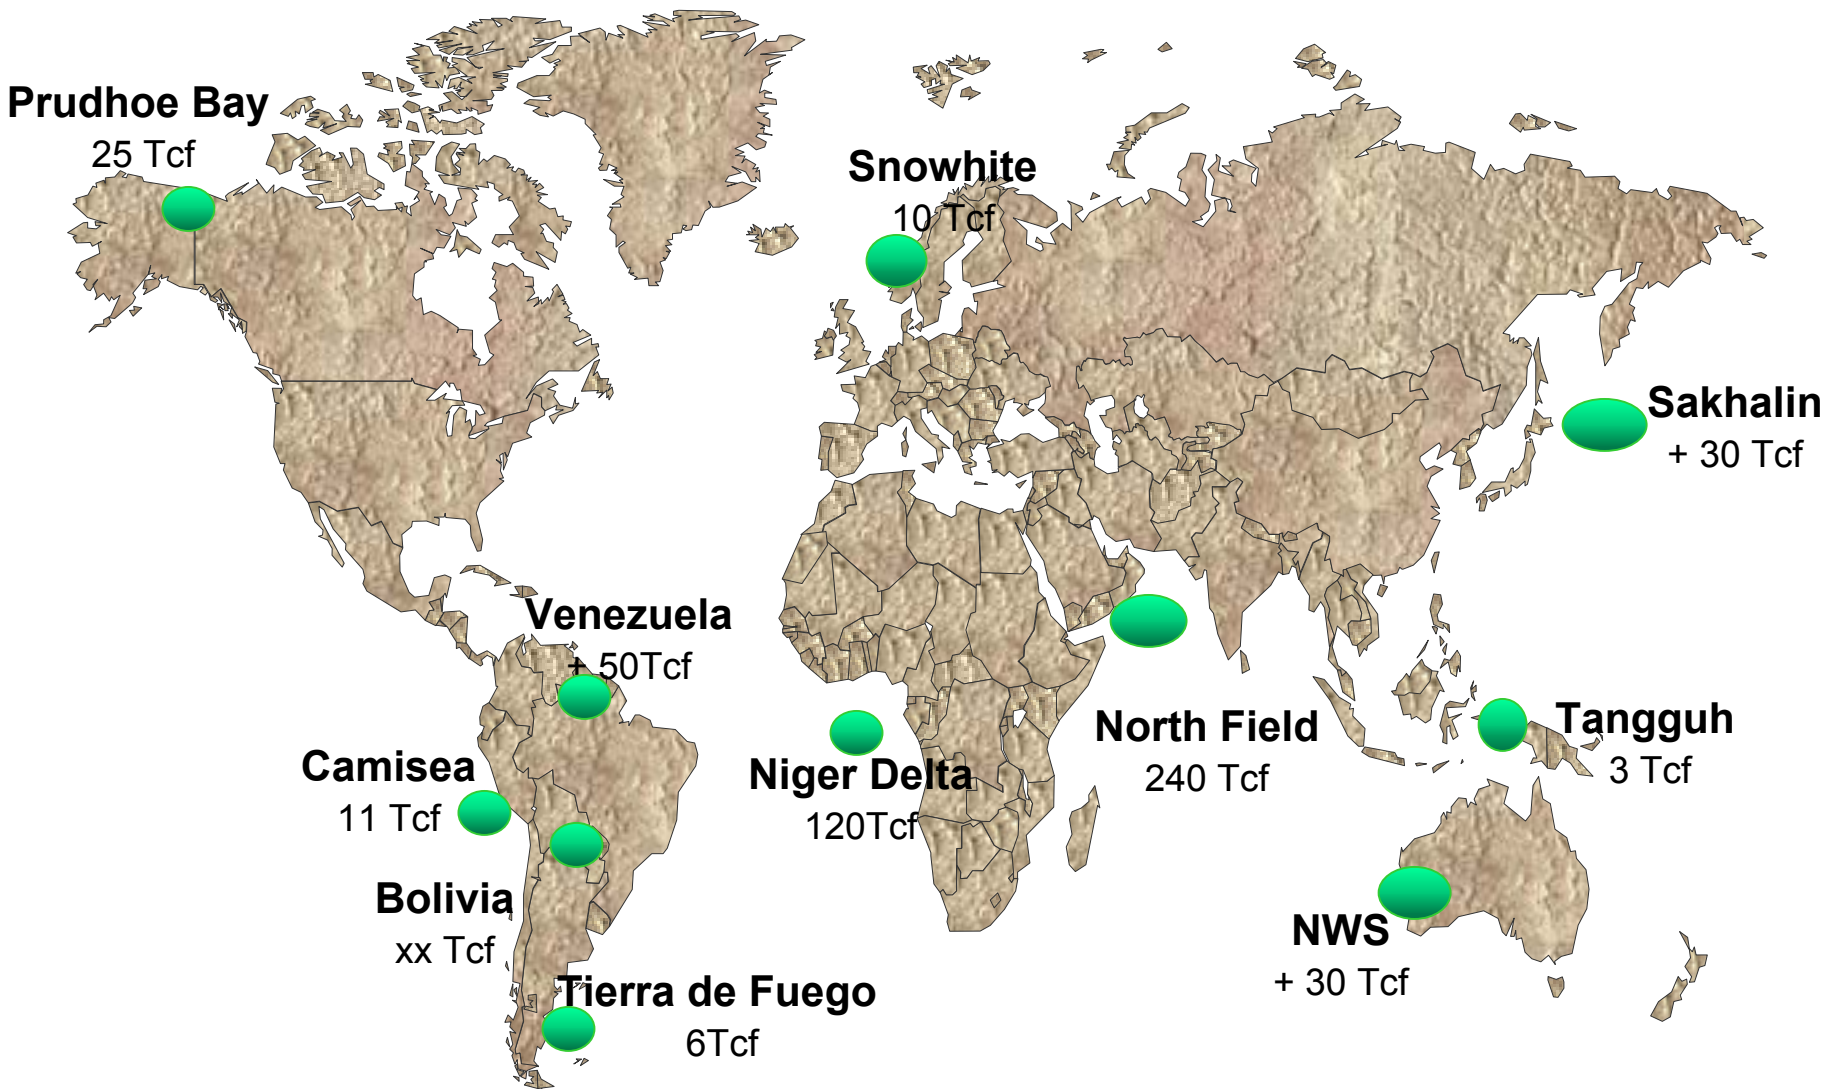 Prudhoe Bay
25 Tcf
Snowhite
10 Tcf
Sakhalin
+ 30 Tcf
Venezuela
+ 50Tcf
Camisea
11 Tcf
Niger Delta
120Tcf
North Field
240 Tcf
Tangguh
3 Tcf
Bolivia
xx Tcf
NWS
+ 30 Tcf
Tierra de Fuego
6Tcf